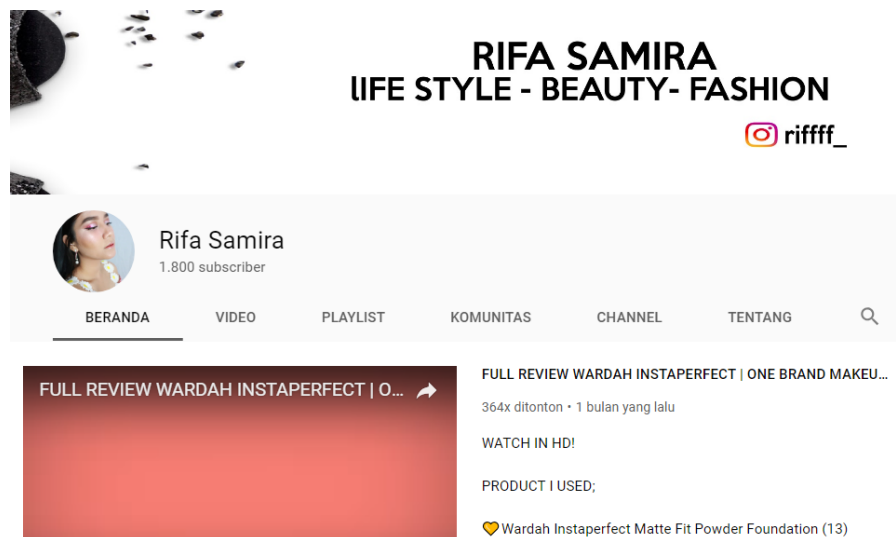 RIFA SAMIRA
lIFE STYLE - BEAUTY- FASHION
riffff_
Rifa Samira
1.800 subscriber
BERANDA VIDEO PLAYLIST KOMUNITAS CHANNEL TENTANG
FULL REVIEW WARDAH INSTAPERFECT | O...
FULL REVIEW WARDAH INSTAPERFECT | ONE BRAND MAKEU...
364x ditonton • 1 bulan yang lalu
WATCH IN HD!
PRODUCT I USED;
💛Wardah Instaperfect Matte Fit Powder Foundation (13)